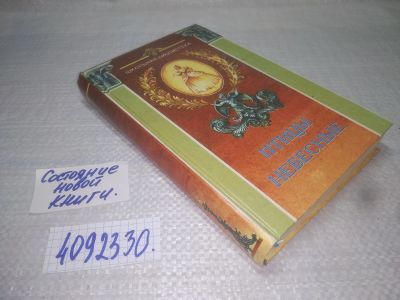 ПТИЦЫ
НЕБЕСНЫЕ
Состояние
новой
книги.
4092330.